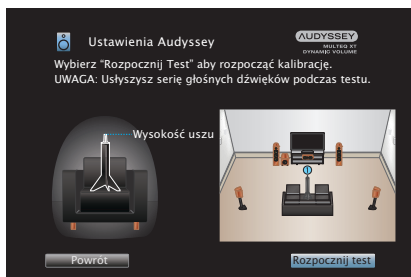 Ustawienia Audyssey
AUDYSSEY
MULTEQ XT
DYNAMIC VOLUME
Wybierz "Rozpocznij Test" aby rozpocząć kalibrację.
UWAGA: Usłyszysz serię głośnych dźwięków podczas testu.
Wysokość uszu
1
Powrót
Rozpocznij test